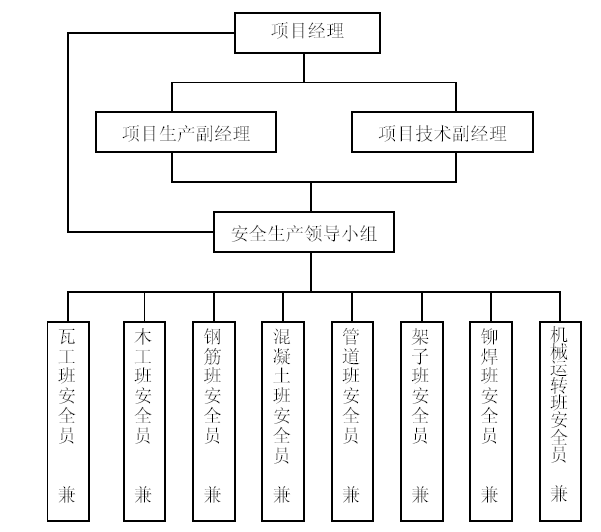 项目经理
项目生产副经理
项目技术副经理
安全生产领导小组
瓦工班安全员 兼
木工班安全员 兼
钢筋班安全员 兼
混凝土班安全员 兼
管道班安全员 兼
架子班安全员 兼
铆焊班安全员 兼
机械运转班安全员 兼